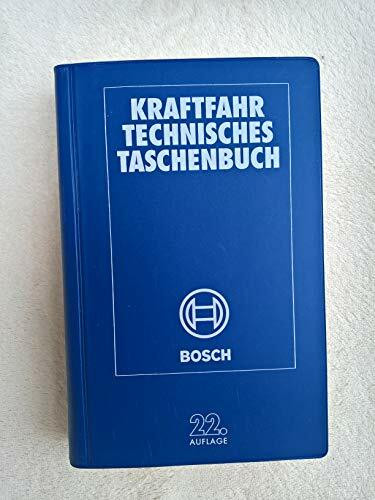 KRAFTFAHR
TECHNISCHES
TASCHENBUCH
BOSCH
22.
AUFLAGE